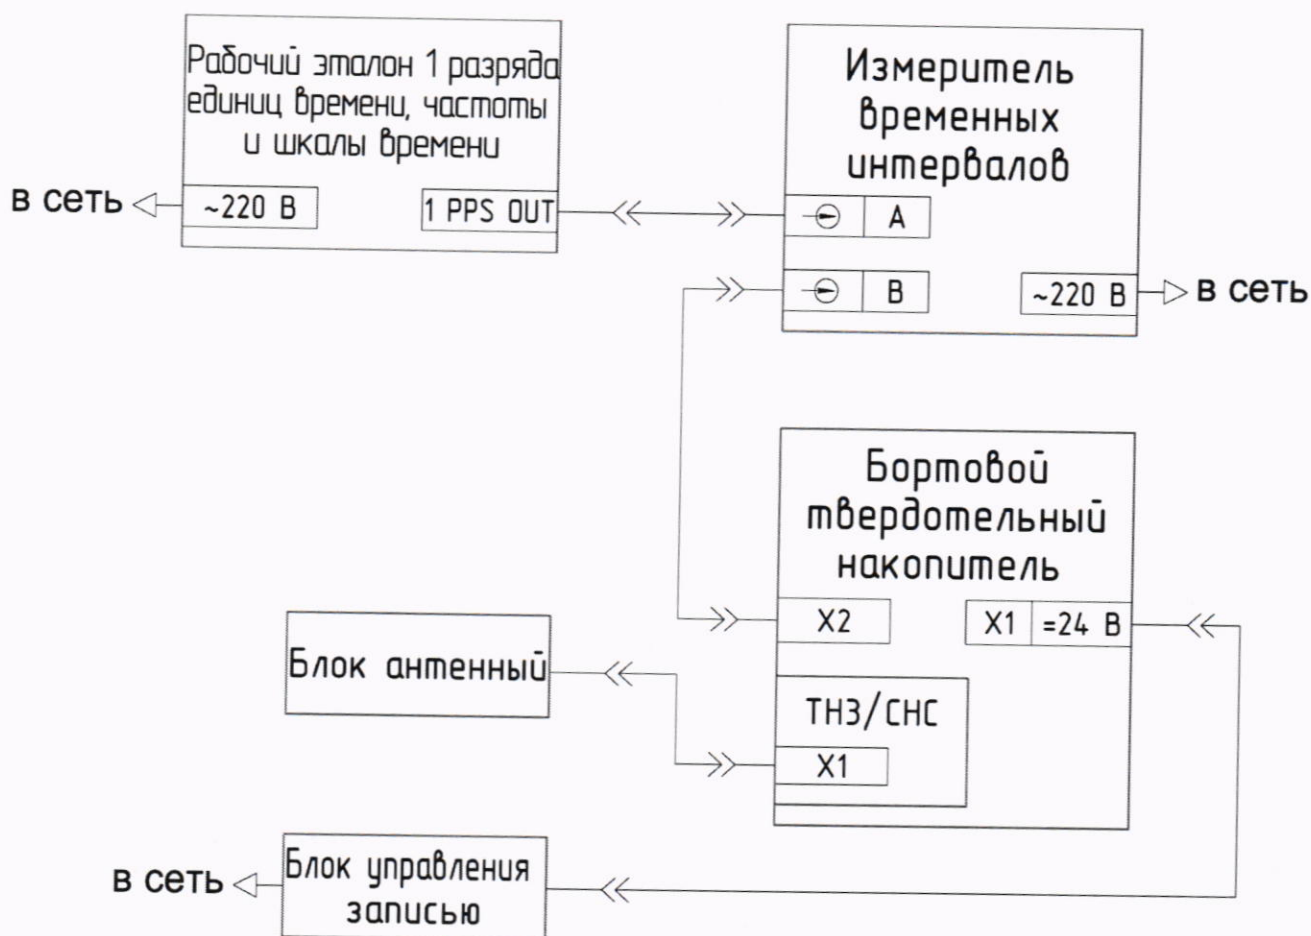 Рабочий эталон 1 разряда
единиц времени, частоты
и шкалы времени
в сеть
~220 В
1 PPS OUT
Измеритель
временных
интервалов
A
B
~220 В
в сеть
Бортовой
твердотельный
накопитель
X2
X1
=24 В
Блок антенный
ТНЗ/СНС
X1
в сеть
Блок управления
записью